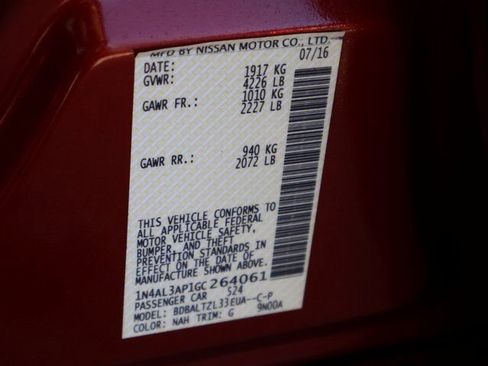 MFD BY NISSAN MOTOR CO., LTD.
DATE: 07/16
GVWR: 1917 KG
4226 LB
GAWR FR.: 1010 KG
2227 LB
GAWR RR.: 940 KG
2072 LB
THIS VEHICLE CONFORMS TO
ALL APPLICABLE FEDERAL
MOTOR VEHICLE SAFETY,
BUMPER, AND THEFT
PREVENTION STANDARDS IN
EFFECT ON THE DATE OF
MANUFACTURE SHOWN ABOVE.
1N4AL3AP1GC264061
PASSENGER CAR 524
MODEL: BDBALTZL33EUA--C-P
COLOR: NAH TRIM: G 9N00A